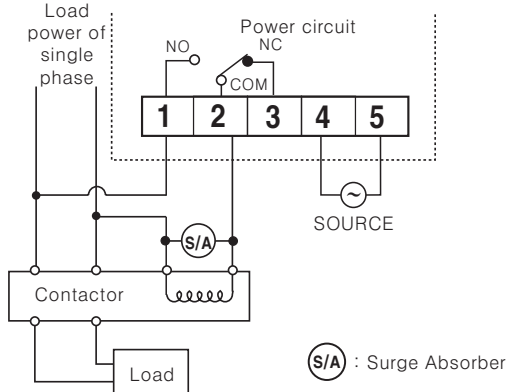 Load
power of
single
phase
Power circuit
NO
NC
COM
1 2 3 4 5
~
SOURCE
S/A
Contactor
Load
S/A : Surge Absorber